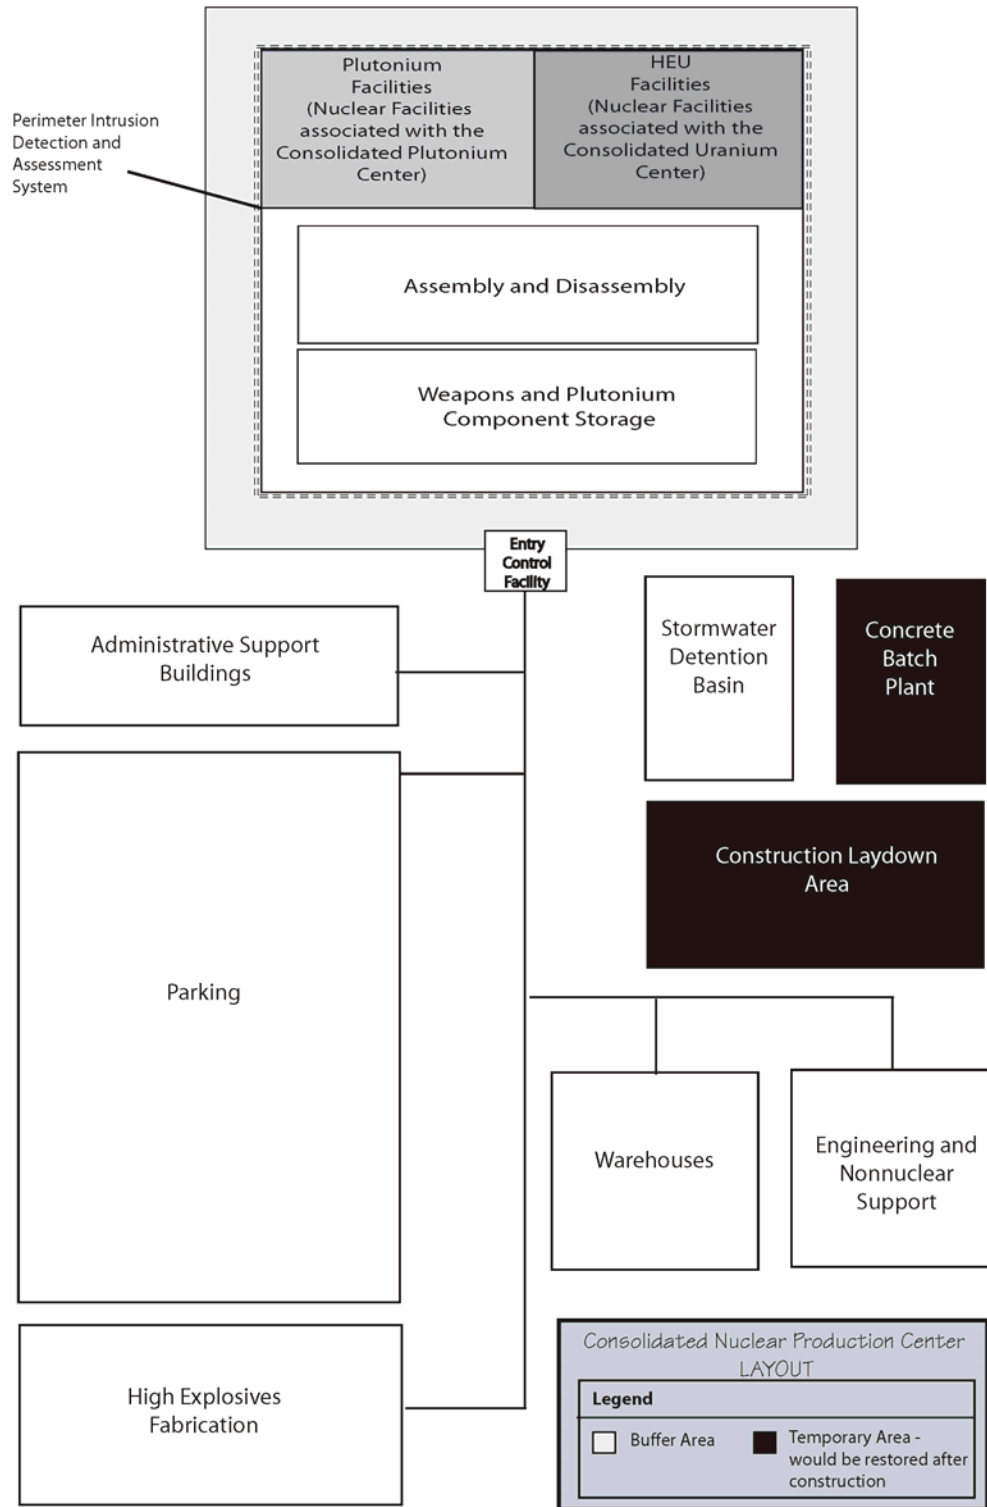 Plutonium
Facilities
(Nuclear Facilities
associated with the
Consolidated Plutonium
Center)
HEU
Facilities
(Nuclear Facilities
associated with the
Consolidated Uranium
Center)
Perimeter Intrusion
Detection and
Assessment
System
Assembly and Disassembly
Weapons and Plutonium
Component Storage
Entry
Control
Facility
Administrative Support
Buildings
Stormwater
Detention
Basin
Concrete
Batch
Plant
Construction Laydown
Area
Parking
Warehouses
Engineering and
Nonnuclear
Support
High Explosives
Fabrication
Consolidated Nuclear Production Center
LAYOUT
Legend
Buffer Area
Temporary Area -
would be restored after
construction